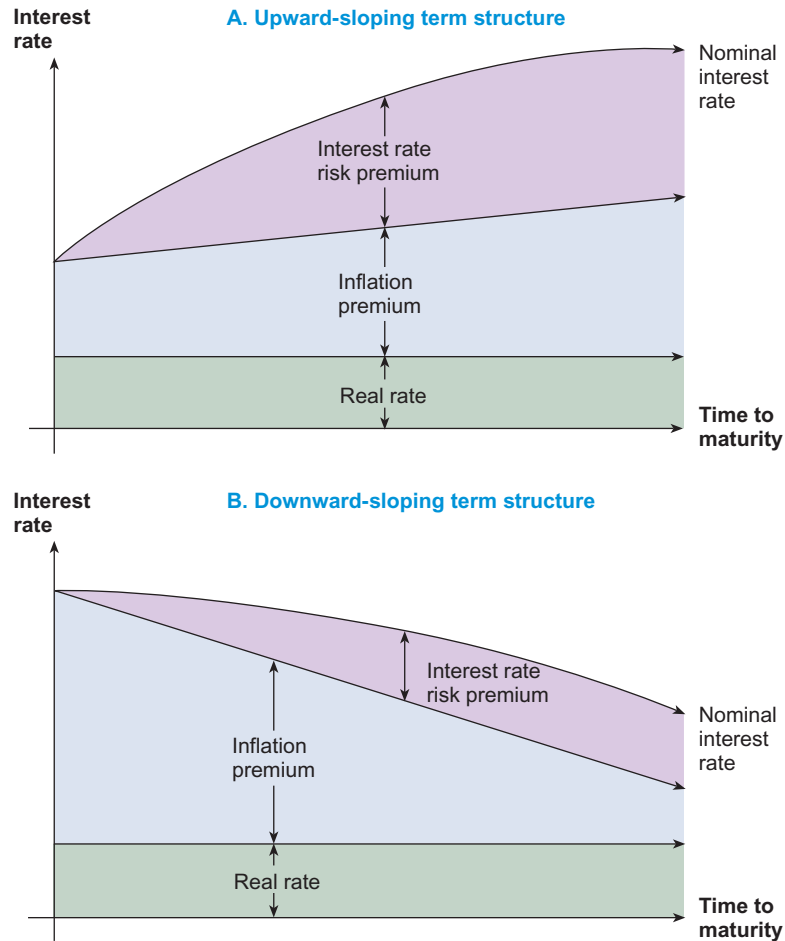 Interest
rate
A. Upward-sloping term structure
Nominal
interest
rate
Interest rate
risk premium
Inflation
premium
Real rate
Time to
maturity
Interest
rate
B. Downward-sloping term structure
Interest rate
risk premium
Nominal
interest
rate
Inflation
premium
Real rate
Time to
maturity